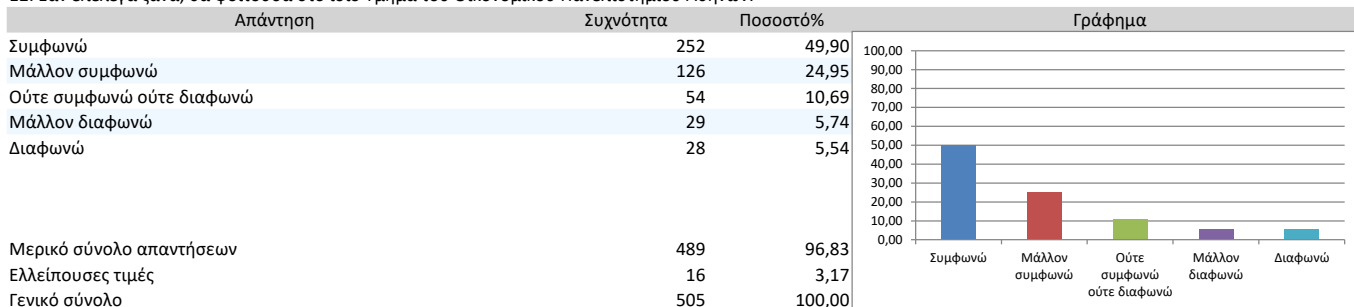 Απάντηση Συχνότητα Ποσοστό% Γράφημα
Συμφωνώ 252 49,90
Μάλλον συμφωνώ 126 24,95
Ούτε συμφωνώ ούτε διαφωνώ 54 10,69
Μάλλον διαφωνώ 29 5,74
Διαφωνώ 28 5,54
Μερικό σύνολο απαντήσεων 489 96,83
Ελλείπουσες τιμές 16 3,17
Γενικό σύνολο 505 100,00
100,00
90,00
80,00
70,00
60,00
50,00
40,00
30,00
20,00
10,00
0,00
Συμφωνώ Μάλλον Ούτε Μάλλον Διαφωνώ
συμφωνώ συμφωνώ διαφωνώ
ούτε διαφωνώ